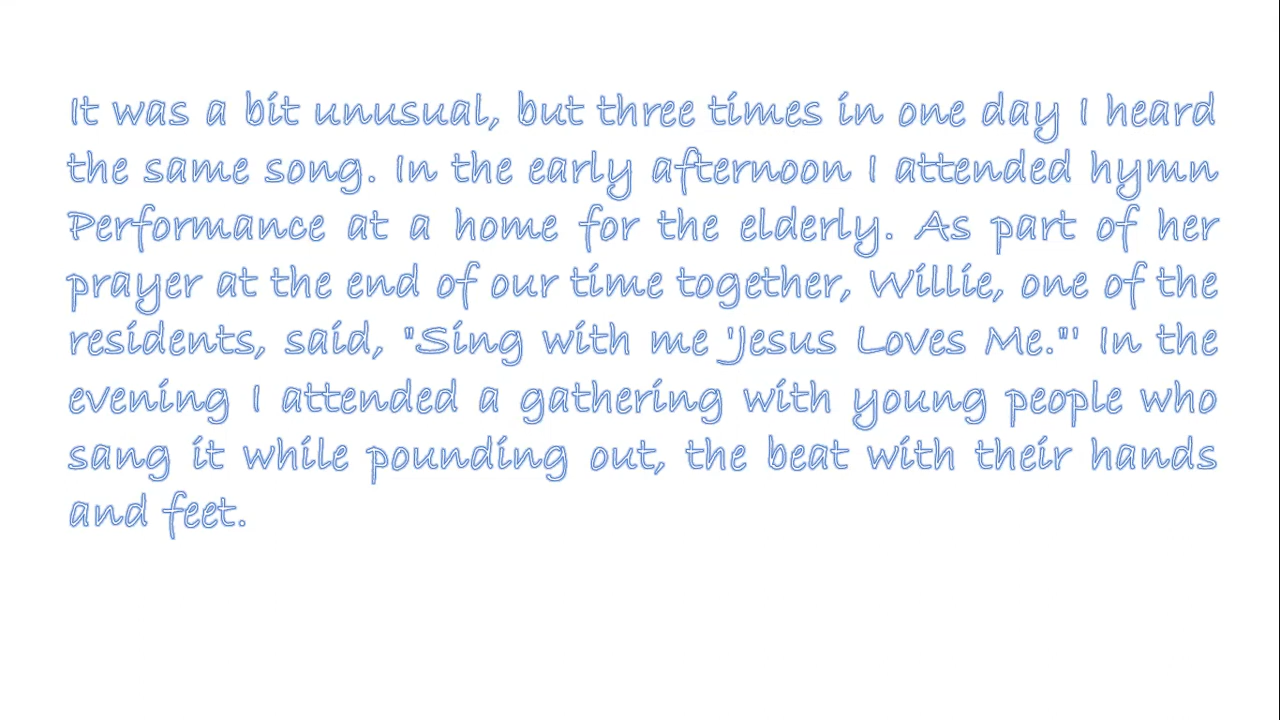 It was a bit unusual, but three times in one day I heard
the same song. In the early afternoon I attended hymn
Performance at a home for the elderly. As part of her
prayer at the end of our time together, Willie, one of the
residents, said, "Sing with me 'Jesus Loves Me."' In the
evening I attended a gathering with young people who
sang it while pounding out, the beat with their hands
and feet.